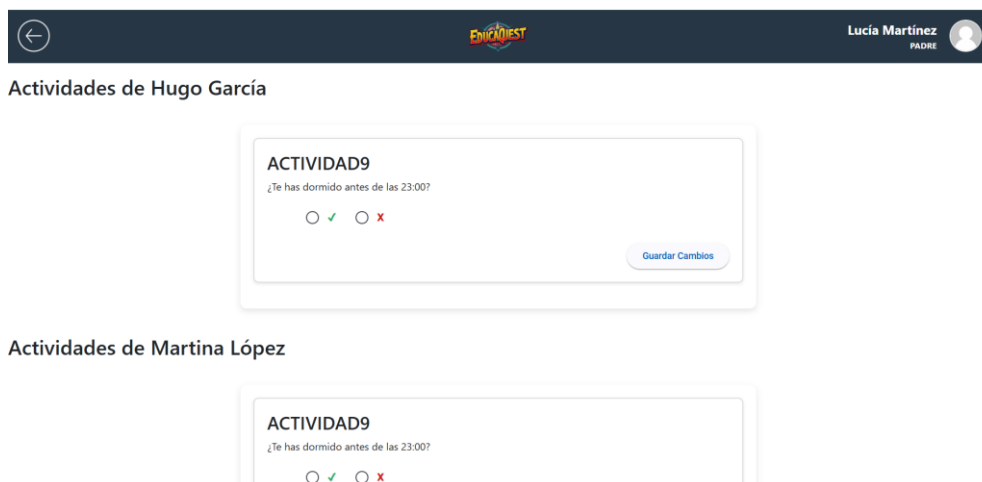 EDUCAQUEST
Lucía Martínez
PADRE
Actividades de Hugo García
ACTIVIDAD9
¿Te has dormido antes de las 23:00?
✓ X
Guardar Cambios
Actividades de Martina López
ACTIVIDAD9
¿Te has dormido antes de las 23:00?
✓ X